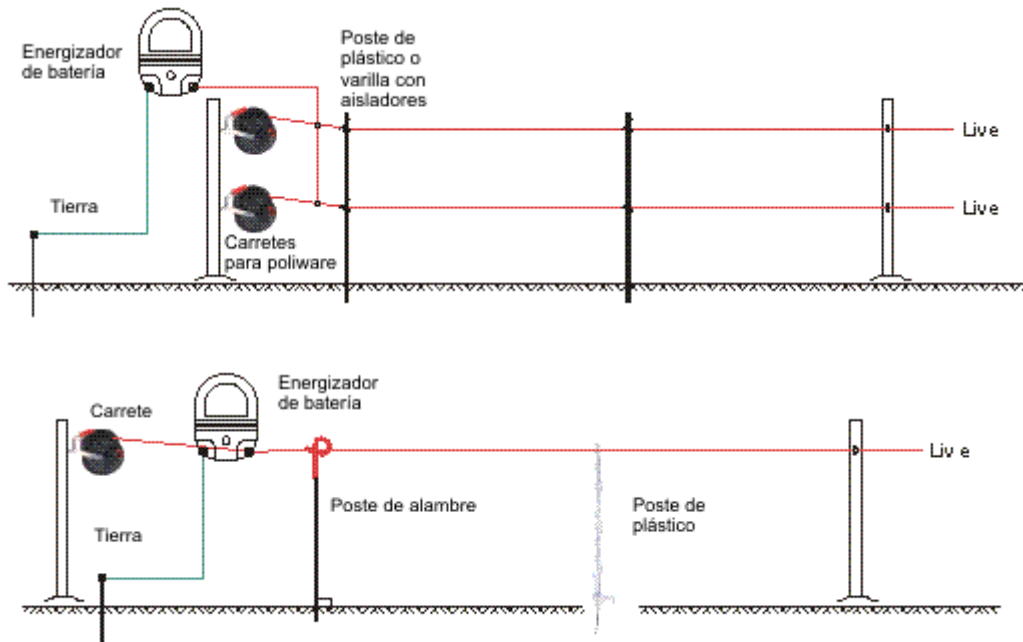 Energizador
de batería
Poste de
plástico o
varilla con
aisladores
Live
Tierra
Live
Carretes
para poliware
Carrete
Energizador
de batería
Live
Poste de alambre
Poste de
plástico
Tierra